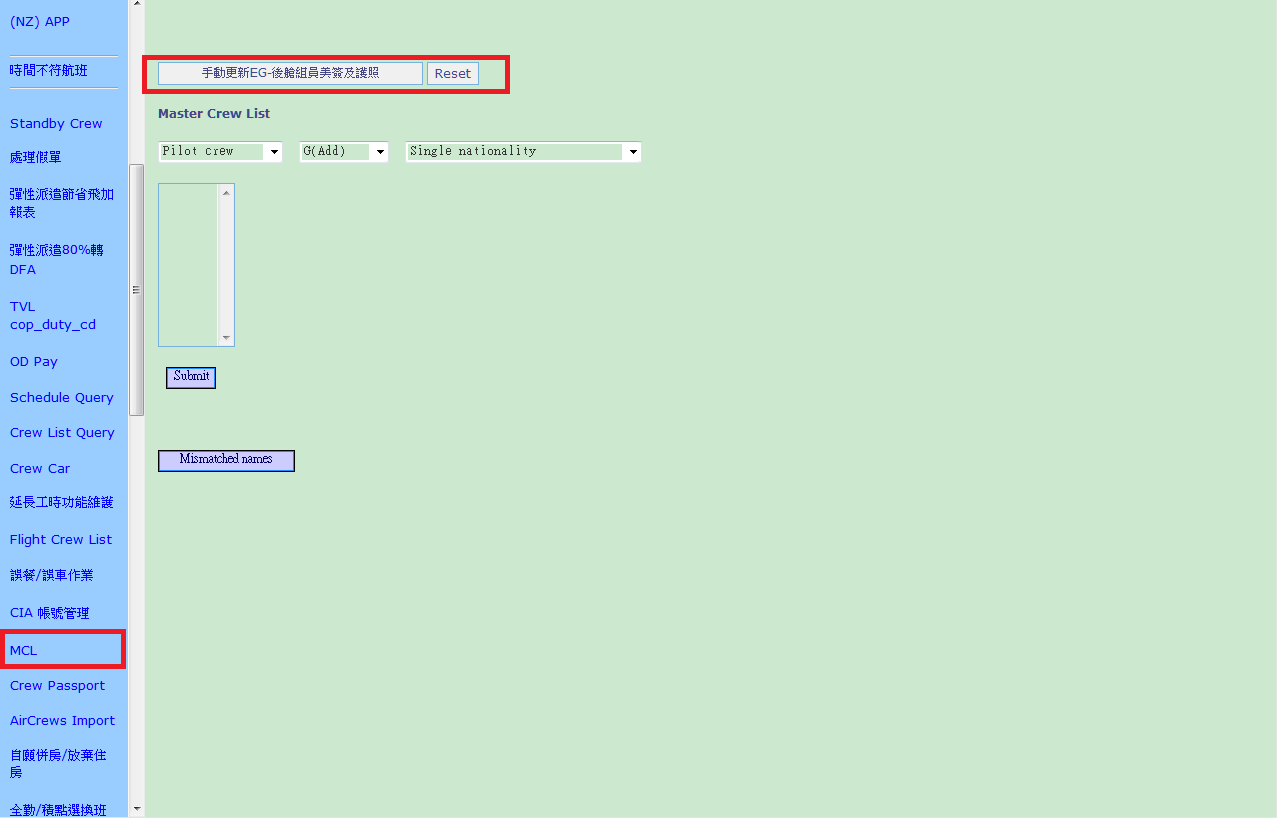 (NZ) APP
時間不符航班
Standby Crew
處理假單
彈性派遣節省飛加
報表
彈性派遣80%轉
DFA
TVL
cop_duty_cd
OD Pay
Schedule Query
Crew List Query
Crew Car
延長工時功能維護
Flight Crew List
誤餐/誤車作業
CIA 帳號管理
MCL
Crew Passport
AirCrews Import
自願併房/放棄住
房
全勤/積點選換班
手動更新EG-後艙組員美簽及護照
Reset
Master Crew List
Pilot crew
G(Add)
Single nationality
Submit
Mismatched names